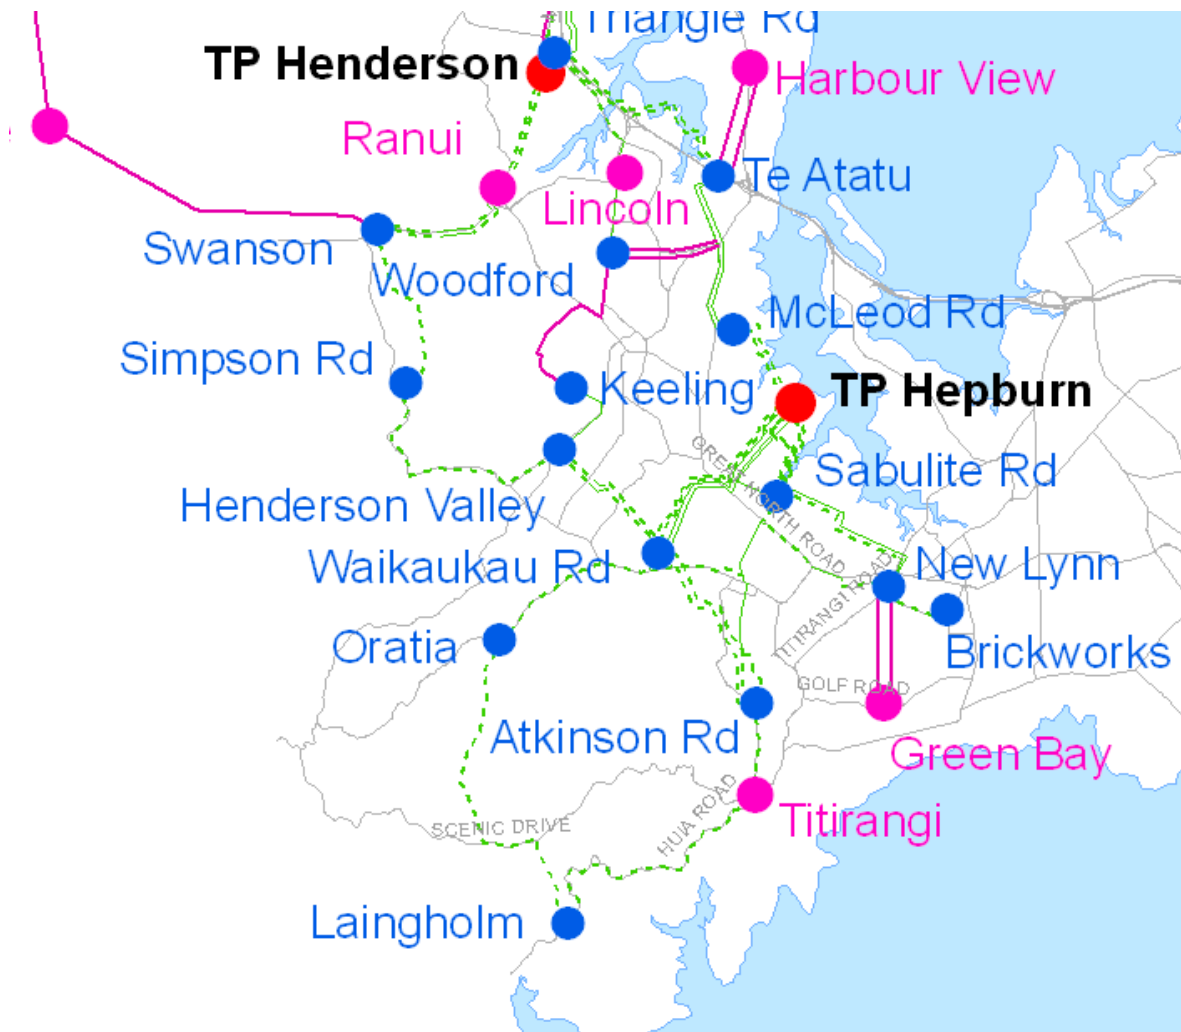 Triangle Rd
TP Henderson
Harbour View
Ranui
Te Atatu
Lincoln
Swanson
Woodford
McLeod Rd
Simpson Rd
Keeling
TP Hepburn
GREAT NORTH ROAD
Sabulite Rd
Henderson Valley
Waikaukau Rd
New Lynn
TITIRANGI ROAD
Oratia
Brickworks
GOLF ROAD
Atkinson Rd
Green Bay
HUIA ROAD
Titirangi
SCENIC DRIVE
Laingholm